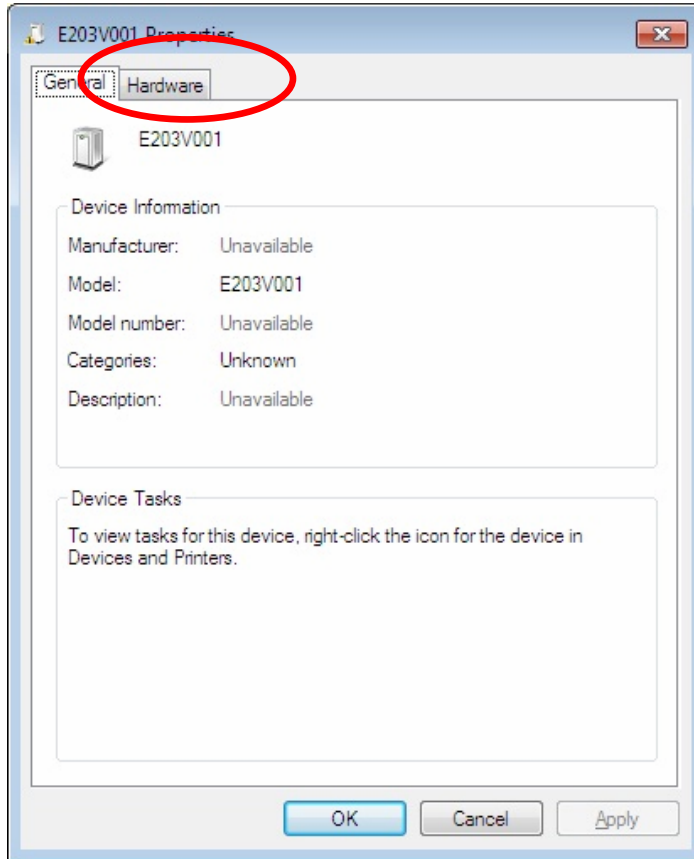 E203V001 Properties
General Hardware
E203V001
Device Information
Manufacturer: Unavailable
Model: E203V001
Model number: Unavailable
Categories: Unknown
Description: Unavailable
Device Tasks
To view tasks for this device, right-click the icon for the device in
Devices and Printers.
OK Cancel Apply